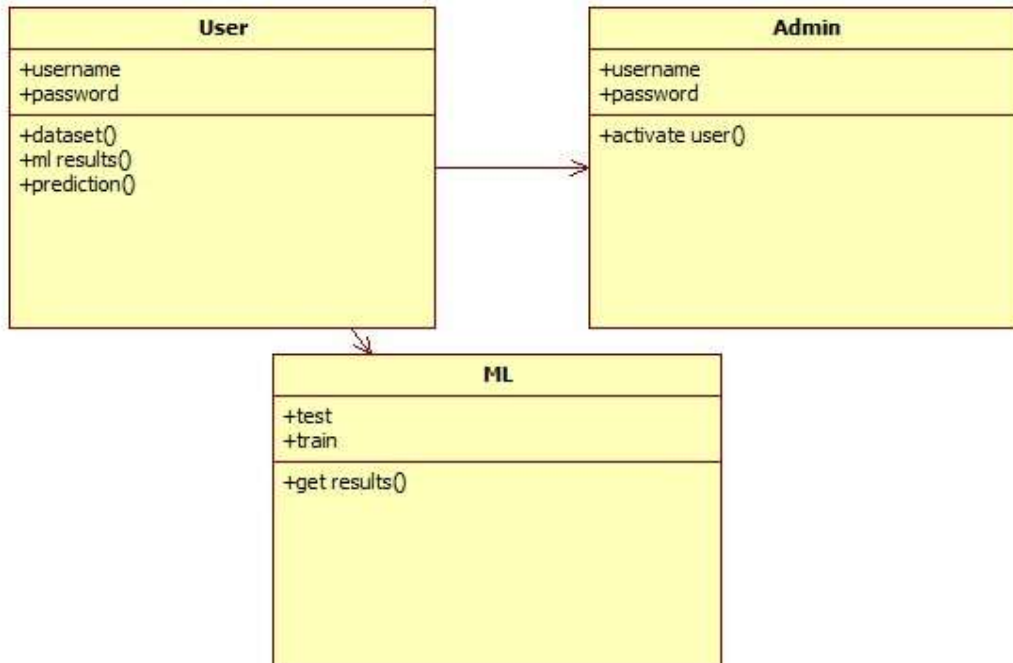 User
+username
+password
+dataset()
+ml results()
+prediction()
Admin
+username
+password
+activate user()
ML
+test
+train
+get results()